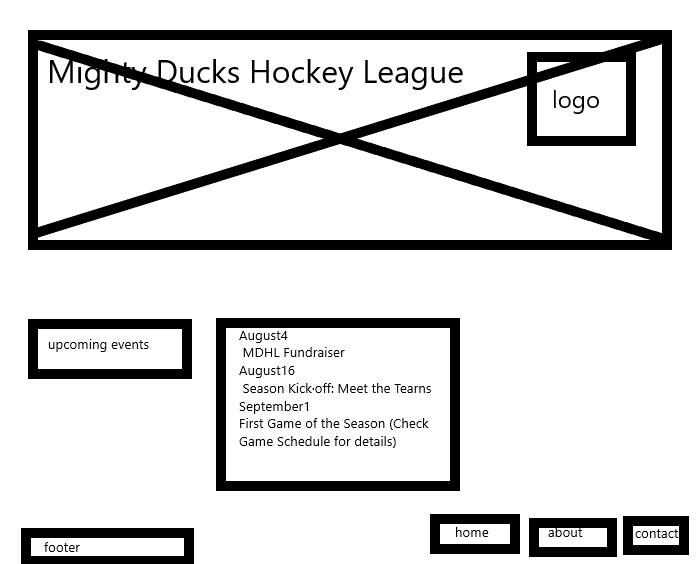 Mighty Ducks Hockey League
logo
upcoming events
August4
MDHL Fundraiser
August16
Season Kick-off: Meet the Tearns
September1
First Game of the Season (Check
Game Schedule for details)
home
about
contact
footer